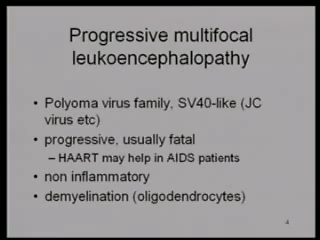 Progressive multifocal
leukoencephalopathy
• Polyoma virus family, SV40-like (JC
virus etc)
• progressive, usually fatal
– HAART may help in AIDS patients
• non inflammatory
• demyelination (oligodendrocytes)
4